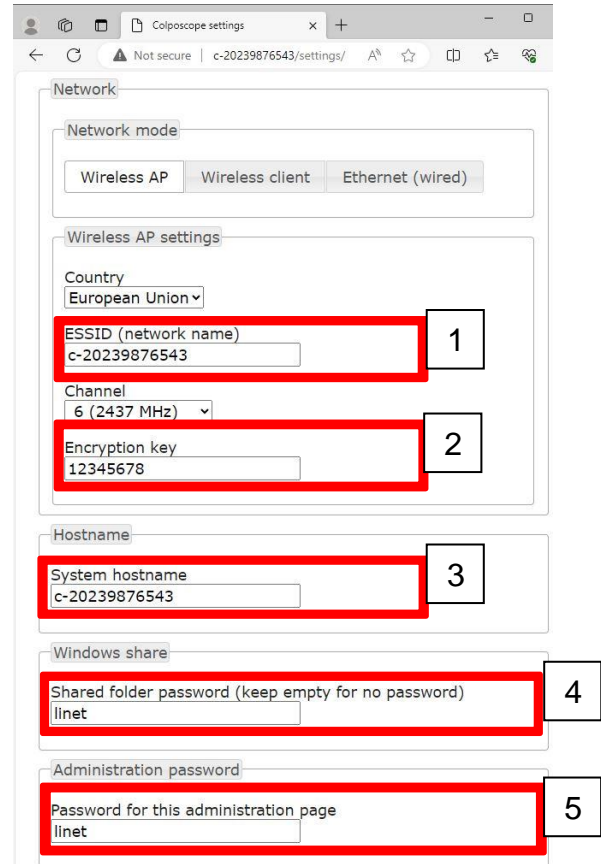 Colposcope settings
Not secure | c-20239876543/settings/
Network
Network mode
Wireless AP Wireless client Ethernet (wired)
Wireless AP settings
Country
European Union
ESSID (network name)
c-20239876543
1
Channel
6 (2437 MHz)
Encryption key
12345678
2
Hostname
System hostname
c-20239876543
3
Windows share
Shared folder password (keep empty for no password)
linet
4
Administration password
Password for this administration page
linet
5